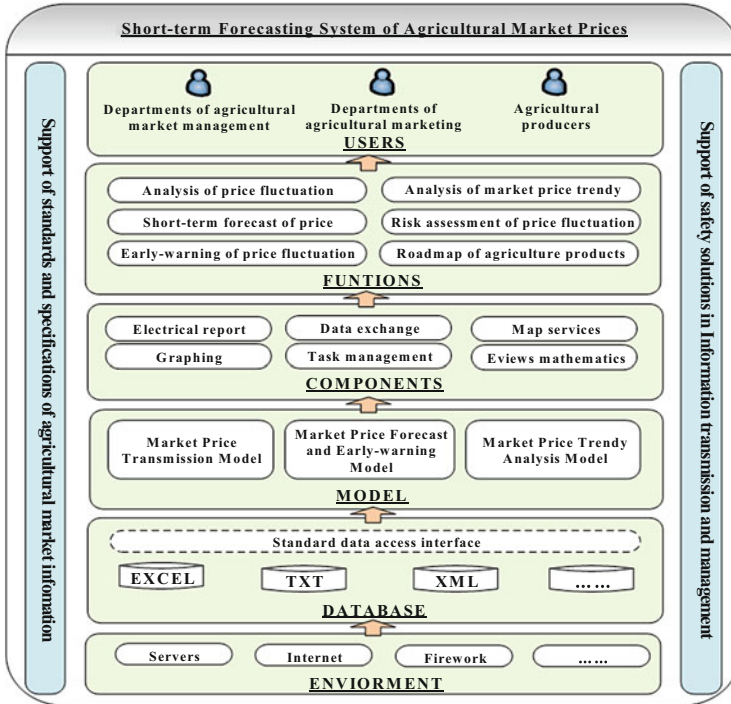 Short-term Forecasting System of Agricultural Market Prices
Support of standards and specifications of agricultural market infomation
Departments of agricultural
market management
Departments of
agricultural marketing
Agricultural
producers
USERS
Analysis of price fluctuation
Analysis of market price trendy
Short-term forecast of price
Risk assessment of price fluctuation
Early-warning of price fluctuation
Roadmap of agriculture products
FUNTIONS
Electrical report
Data exchange
Map services
Graphing
Task management
Eviews mathematics
COMPONENTS
Market Price
Transmission Model
Market Price Forecast
and Early-warning
Model
Market Price Trendy
Analysis Model
MODEL
Standard data access interface
EXCEL
TXT
XML
……
DATABASE
Servers
Internet
Firework
……
ENVIORMENT
Support of safety solutions in Information transmission and management